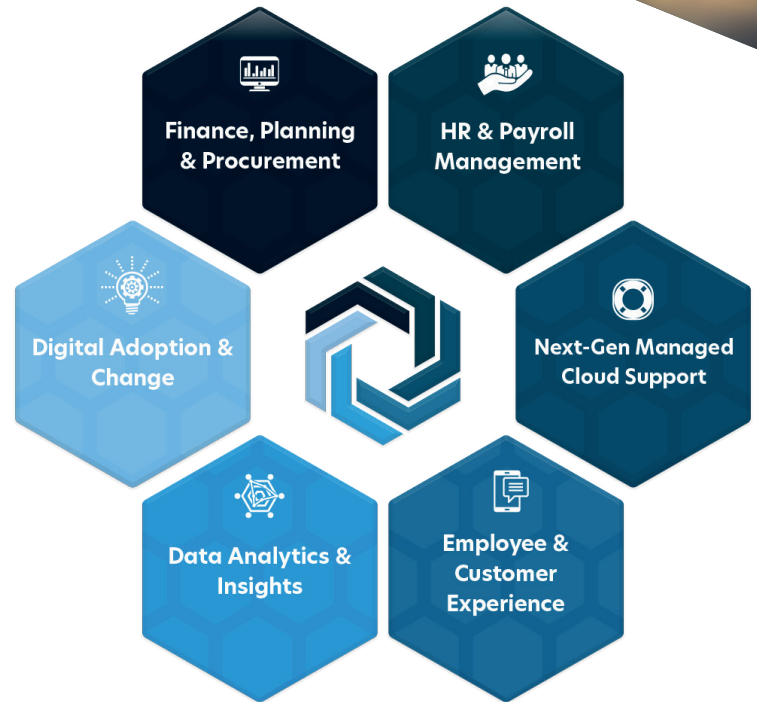 Finance, Planning
& Procurement
HR & Payroll
Management
Digital Adoption &
Change
Next-Gen Managed
Cloud Support
Data Analytics &
Insights
Employee &
Customer
Experience